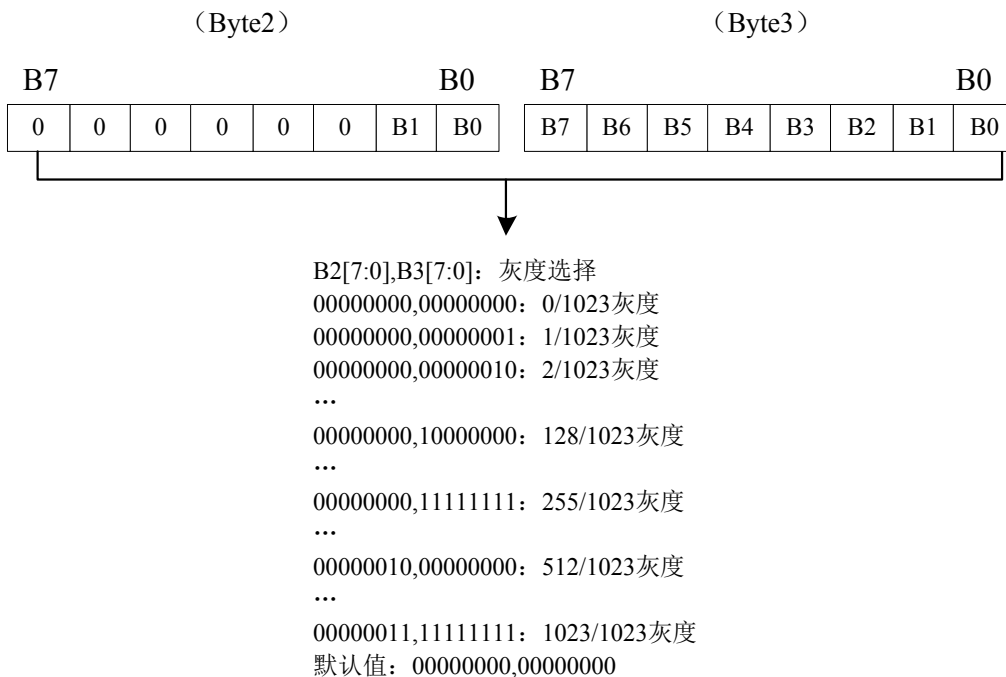 （Byte2） （Byte3）
B7 B0 B7 B0
0 0 0 0 0 0 B1 B0 B7 B6 B5 B4 B3 B2 B1 B0
B2[7:0],B3[7:0]：灰度选择
00000000,00000000：0/1023灰度
00000000,00000001：1/1023灰度
00000000,00000010：2/1023灰度
…
00000000,10000000：128/1023灰度
…
00000000,11111111：255/1023灰度
…
00000010,00000000：512/1023灰度
…
00000011,11111111：1023/1023灰度
默认值：00000000,00000000